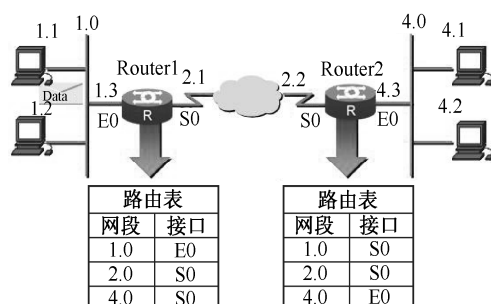 1.0
4.0
1.1
4.1
Router1
2.1
2.2
Router2
Data
1.3
4.3
1.2
E0
R
S0
S0
R
E0
4.2
路由表
网段 接口
1.0 E0
2.0 S0
4.0 S0
路由表
网段 接口
1.0 S0
2.0 S0
4.0 E0